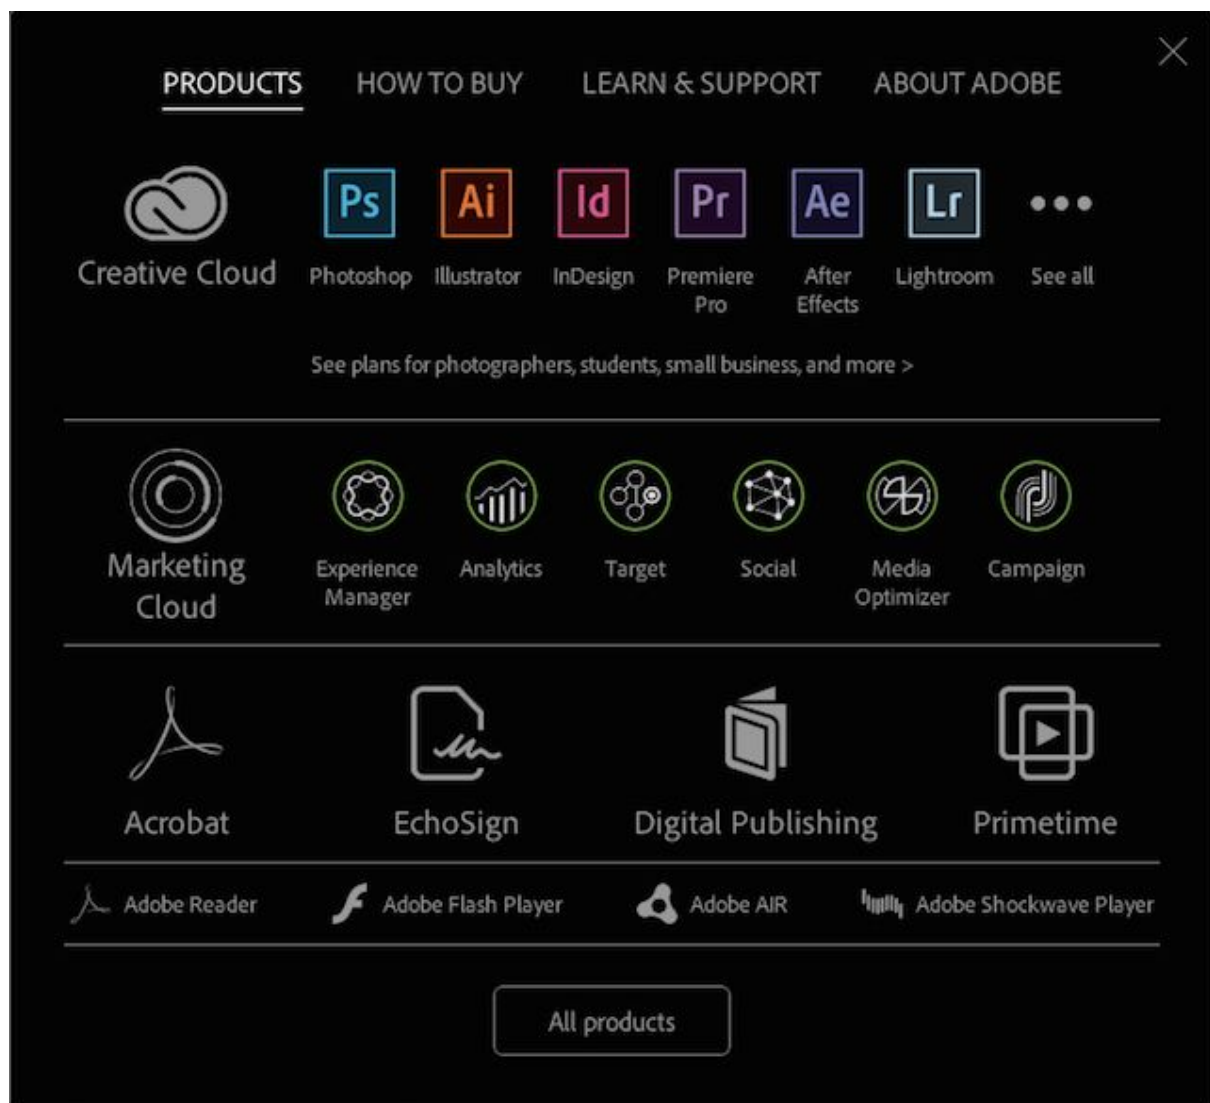 PRODUCTS HOW TO BUY LEARN & SUPPORT ABOUT ADOBE
Ps Ai Id Pr Ae Lr
Creative Cloud Photoshop Illustrator InDesign Premiere Pro After Effects Lightroom See all
See plans for photographers, students, small business, and more >
Marketing Cloud Experience Manager Analytics Target Social Media Optimizer Campaign
Acrobat EchoSign Digital Publishing Primetime
Adobe Reader Adobe Flash Player Adobe AIR Adobe Shockwave Player
All products